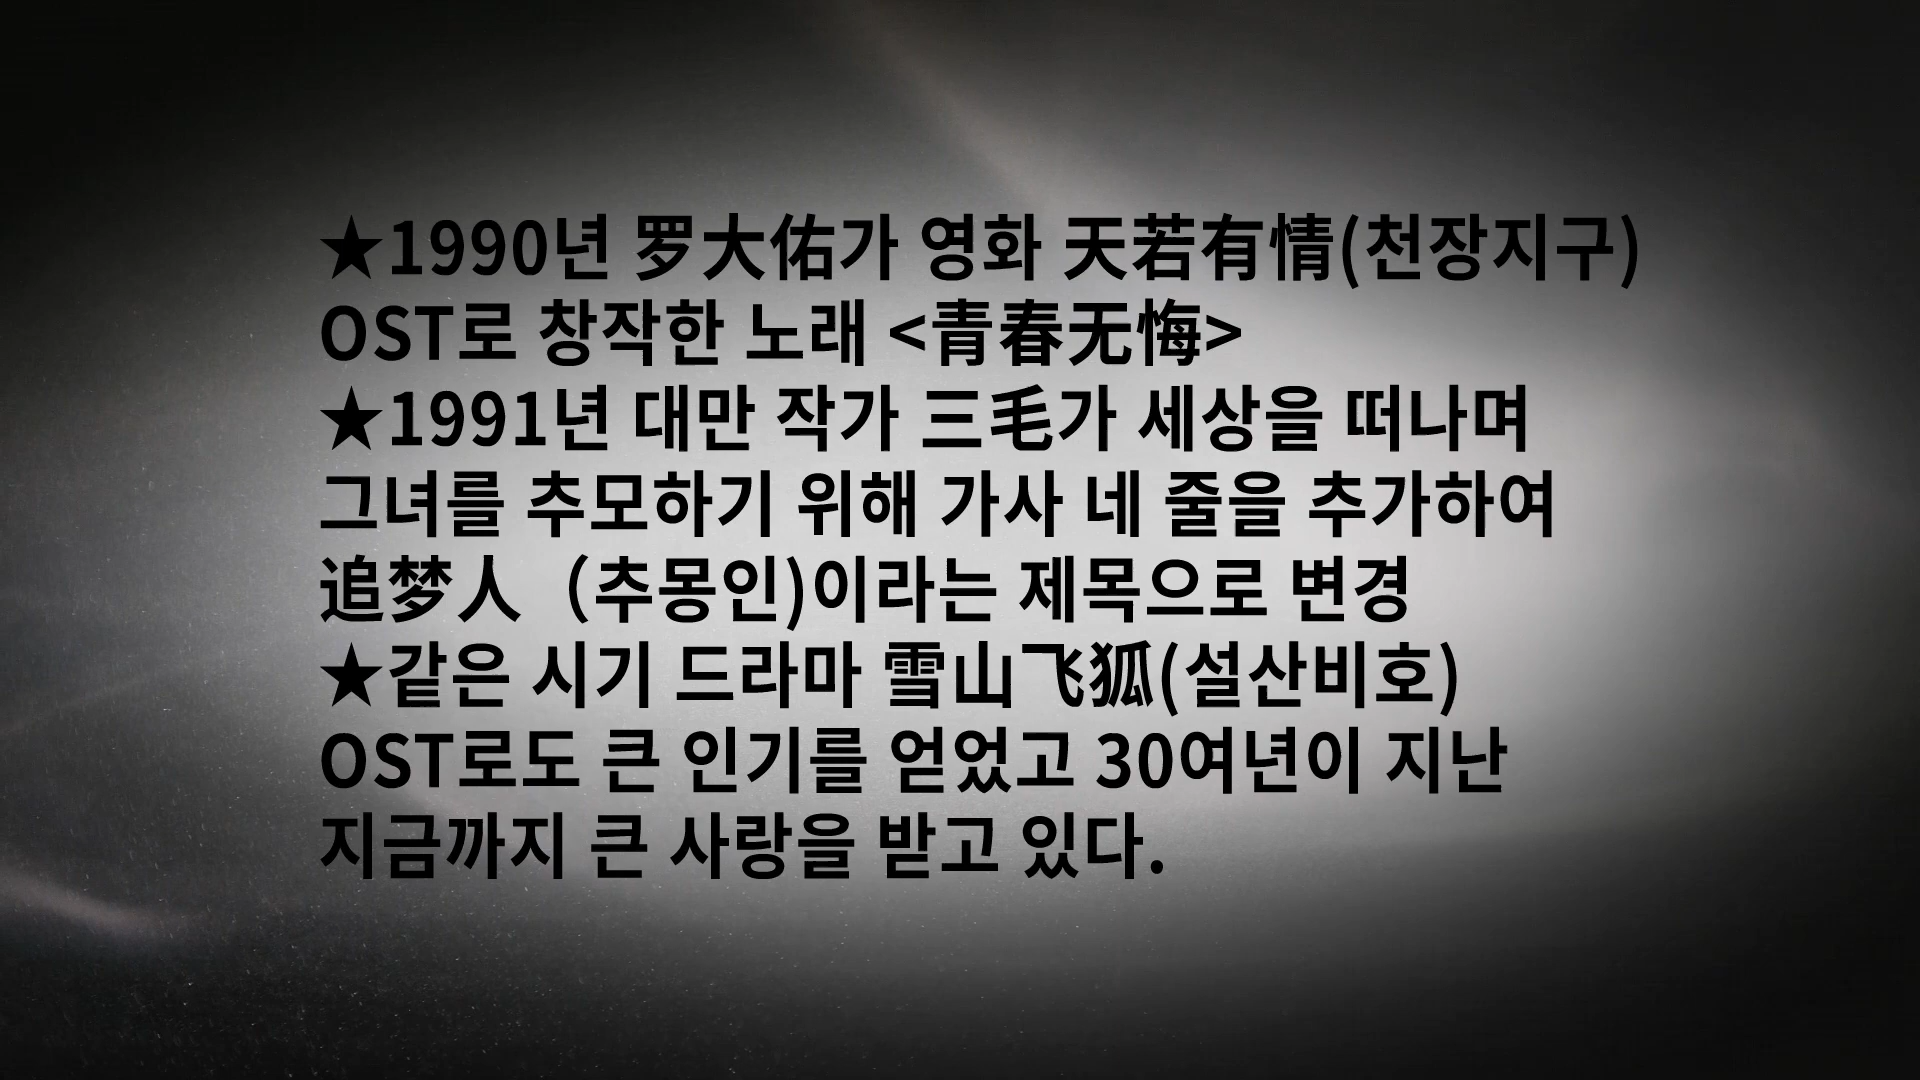 ★1990년 罗大佑가 영화 天若有情(천장지구)
OST로 창작한 노래 <青春无悔>
★1991년 대만 작가 三毛가 세상을 떠나며
그녀를 추모하기 위해 가사 네 줄을 추가하여
追梦人（추몽인)이라는 제목으로 변경
★같은 시기 드라마 雪山飞狐(설산비호)
OST로도 큰 인기를 얻었고 30여년이 지난
지금까지 큰 사랑을 받고 있다.